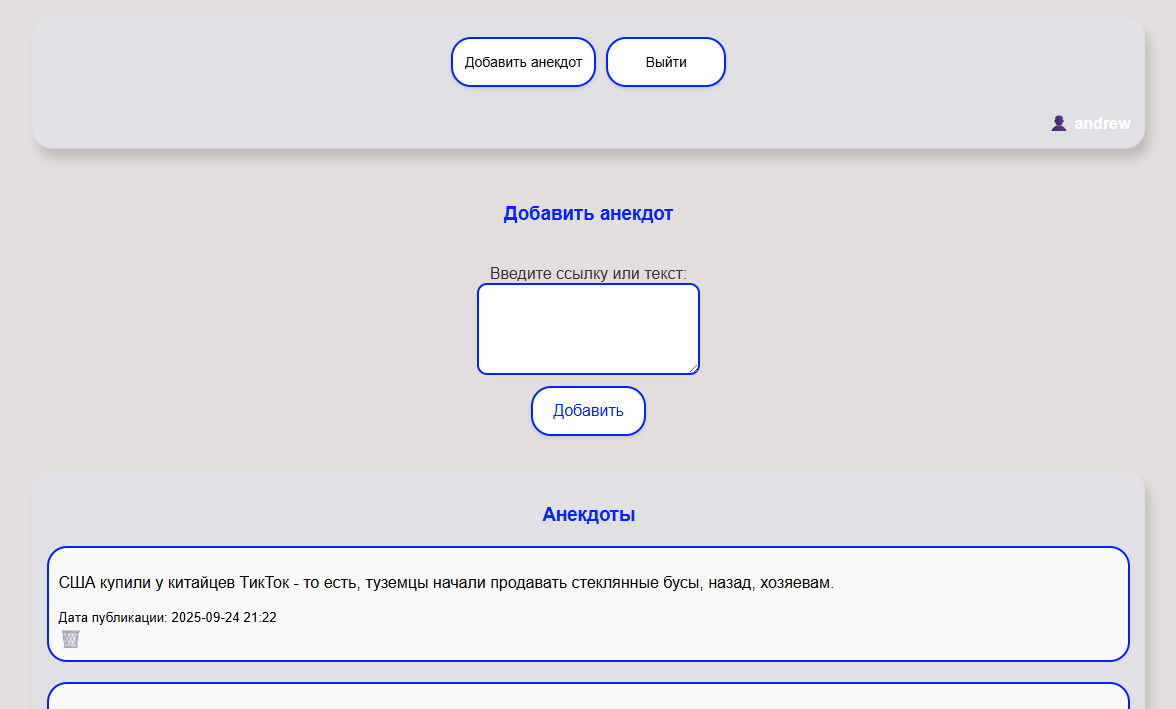 Добавить анекдот Выйти
andrew
Добавить анекдот
Введите ссылку или текст:
Добавить
Анекдоты
США купили у китайцев ТикТок - то есть, туземцы начали продавать стеклянные бусы, назад, хозяевам.
Дата публикации: 2025-09-24 21:22